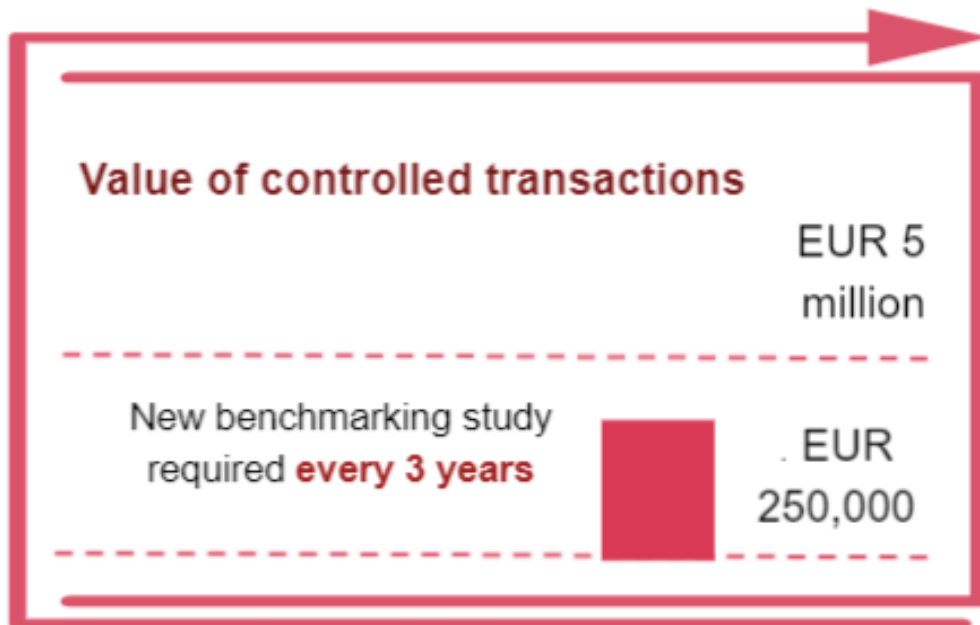 Value of controlled transactions
EUR 5
million
New benchmarking study
required every 3 years
. EUR
250,000